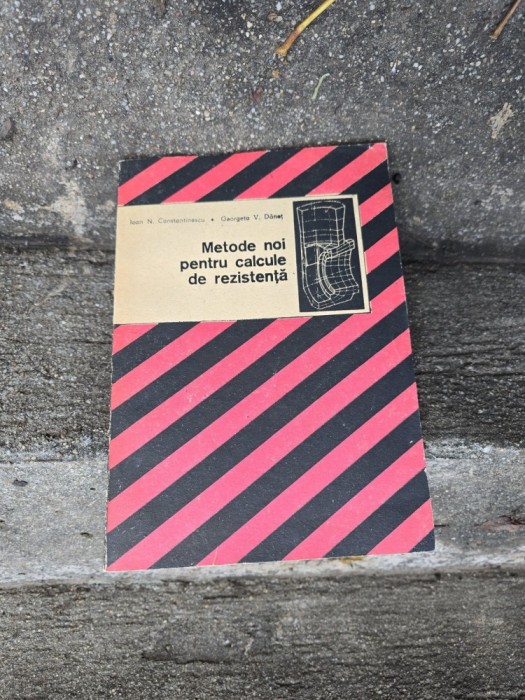 Ioan N. Constantinescu • Georgeta V. Dăneț
Metode noi
pentru calcule
de rezistență